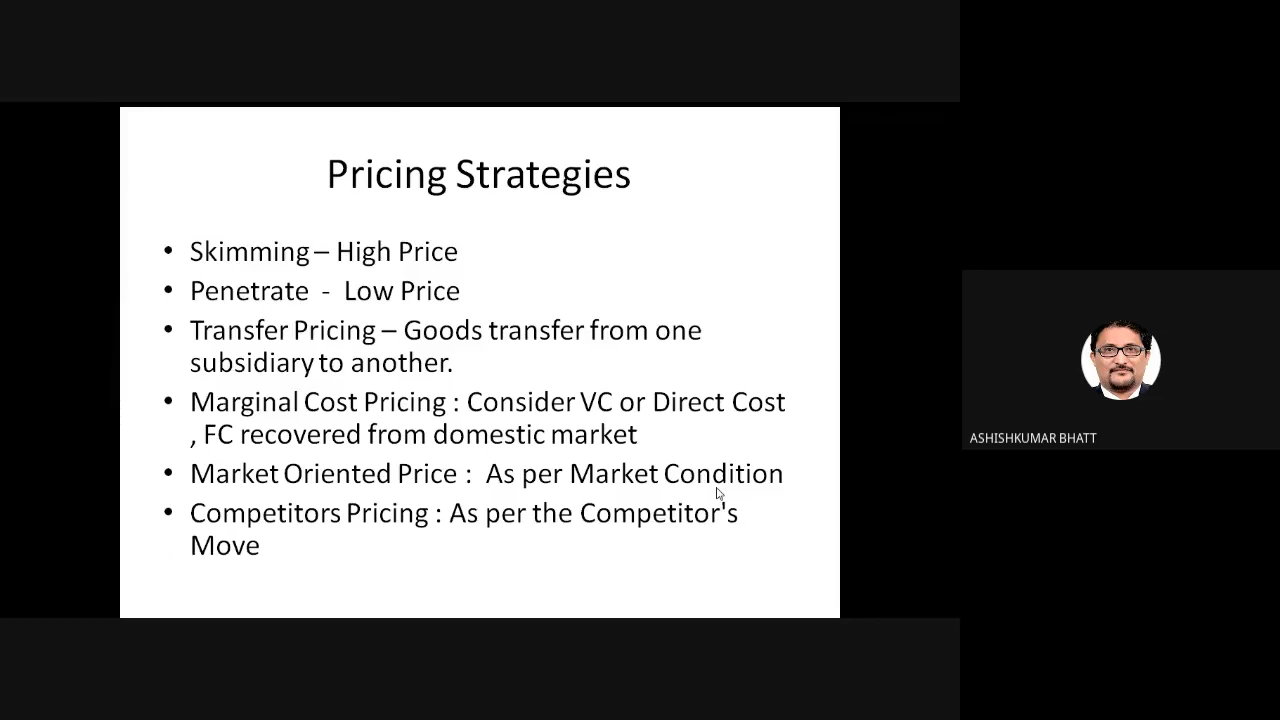 Pricing Strategies
• Skimming – High Price
• Penetrate - Low Price
• Transfer Pricing – Goods transfer from one
subsidiary to another.
• Marginal Cost Pricing : Consider VC or Direct Cost
, FC recovered from domestic market
• Market Oriented Price : As per Market Condition
• Competitors Pricing : As per the Competitor's
Move
ASHISHKUMAR BHATT